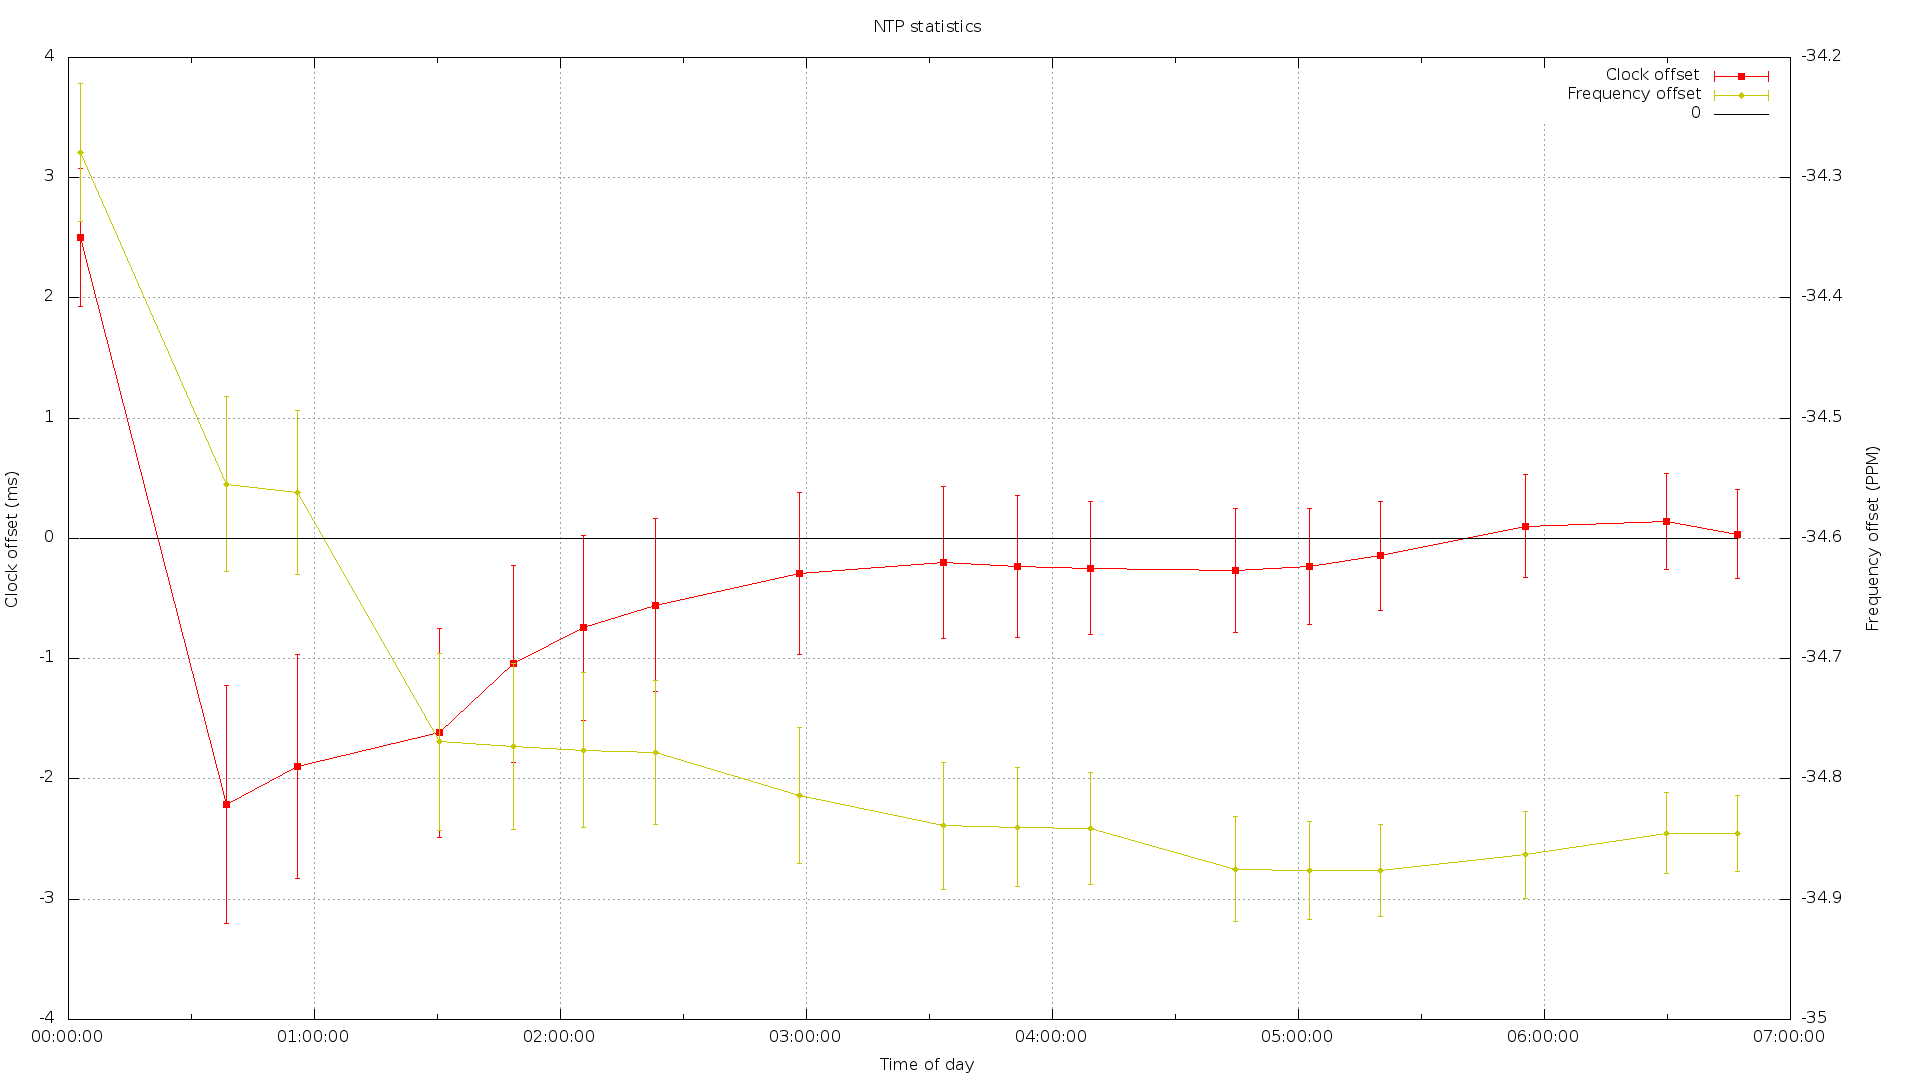 NTP statistics
Clock offset
Frequency offset
0
4
3
2
1
0
-1
-2
-3
-4
Clock offset (ms)
-34.2
-34.3
-34.4
-34.5
-34.6
-34.7
-34.8
-34.9
-35
Frequency offset (PPM)
00:00:00 01:00:00 02:00:00 03:00:00 04:00:00 05:00:00 06:00:00 07:00:00
Time of day